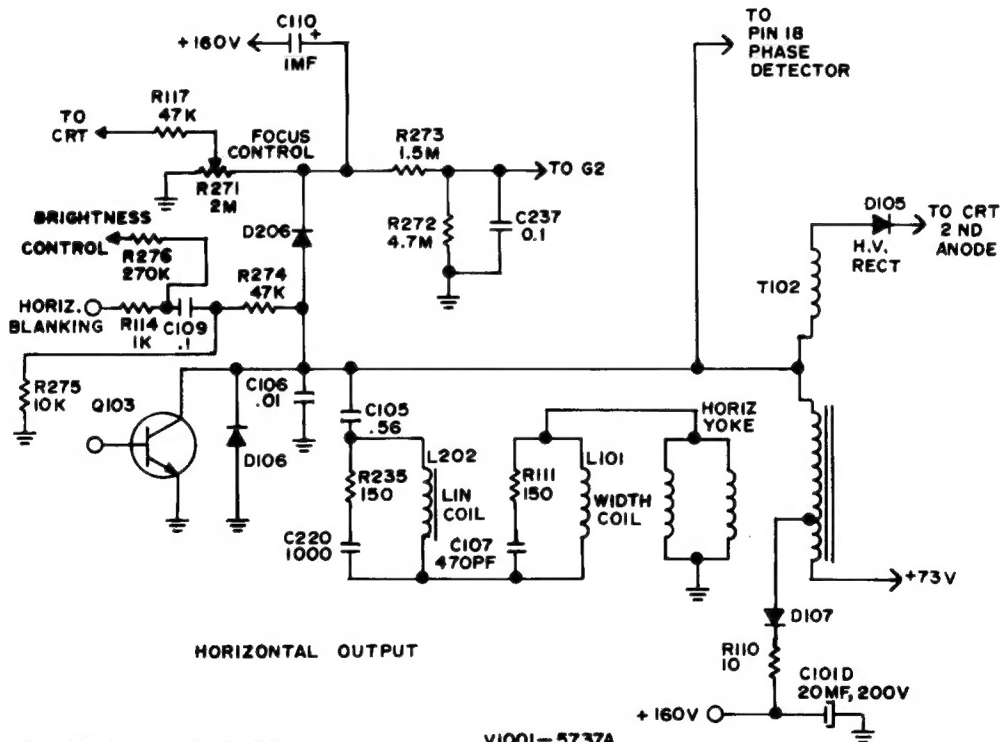 C110
+160V
+
1MF
TO
PIN 18
PHASE
DETECTOR
R117
47K
TO
CRT
FOCUS
CONTROL
R271
2M
R273
1.5M
TO G2
R272
4.7M
C237
0.1
D105
TO CRT
2 ND
ANODE
H.V.
RECT
T102
BRIGHTNESS
CONTROL
R276
270K
D206
R274
47K
HORIZ.
BLANKING
R114
1K
C109
.1
R275
10K
Q103
D106
C106
.01
C105
.56
R235
150
L202
LIN
COIL
C220
1000
R111
150
C107
470PF
L101
WIDTH
COIL
HORIZ
YOKE
+73V
D107
R110
10
C101D
20MF, 200V
+160V
HORIZONTAL OUTPUT
V1001-5737A